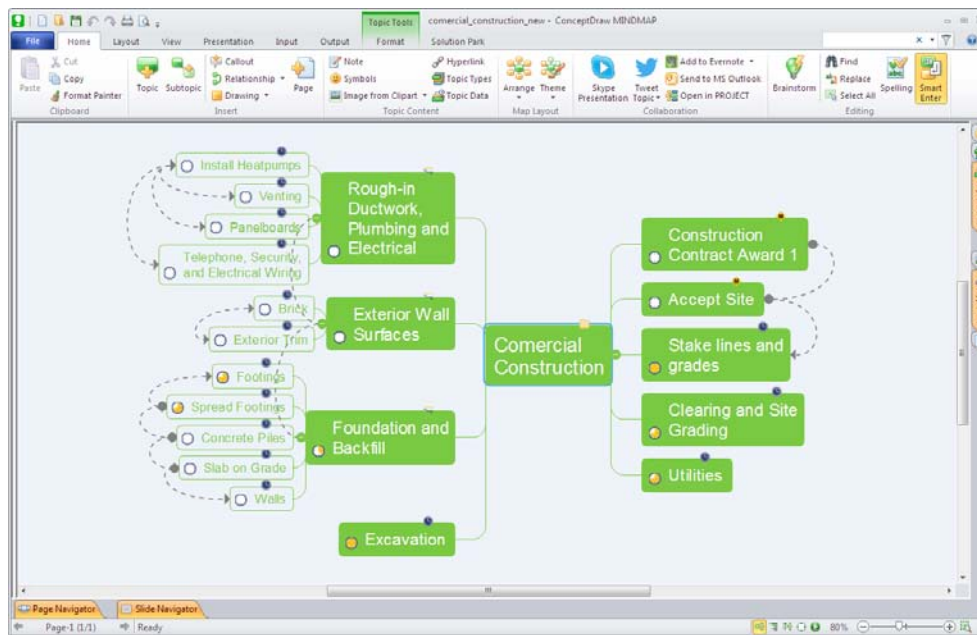 Topic Tools
comercial_construction_new - ConceptDraw MINDMAP
File Home Layout View Presentation Input Output Format Solution Park
Paste
Cut
Copy
Format Painter
Clipboard
Topic Subtopic
Callout
Relationship
Drawing
Page
Insert
Note
Symbols
Image from Clipart
Hyperlink
Topic Types
Topic Data
Topic Content
Arrange Theme
Map Layout
Skype
Presentation
Tweet
Topic
Add to Evernote
Send to MS Outlook
Open in PROJECT
Collaboration
Brainstorm
Find
Replace
Select All
Spelling
Smart
Enter
Editing
Install Heatpumps
Venting
Panelboards
Telephone, Security,
and Electrical Wiring
Rough-in
Ductwork,
Plumbing and
Electrical
Brick
Exterior Trim
Exterior Wall
Surfaces
Footings
Spread Footings
Concrete Piles
Slab on Grade
Walls
Foundation and
Backfill
Excavation
Comercial
Construction
Construction
Contract Award 1
Accept Site
Stake lines and
grades
Clearing and Site
Grading
Utilities
Page Navigator
Slide Navigator
Page-1 (1/1)
Ready
80%